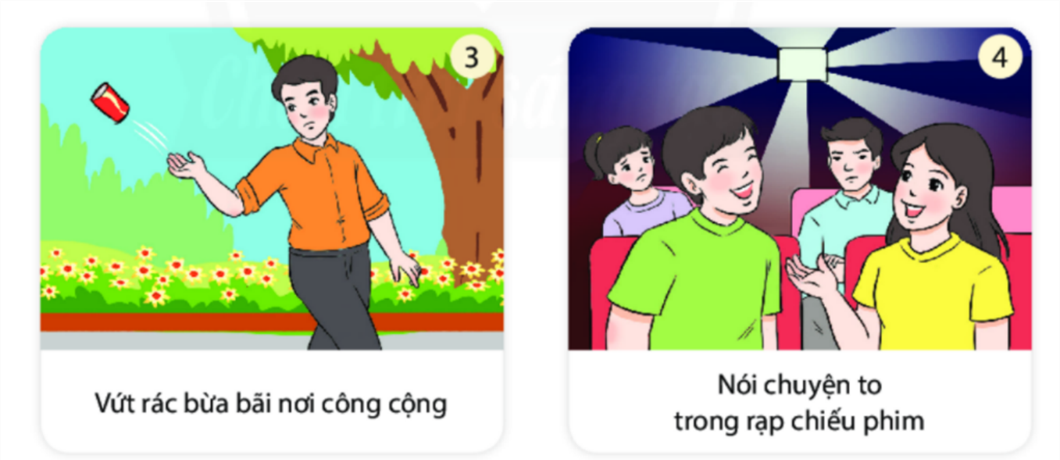 3
Vứt rác bừa bãi nơi công cộng
4
Nói chuyện to
trong rạp chiếu phim